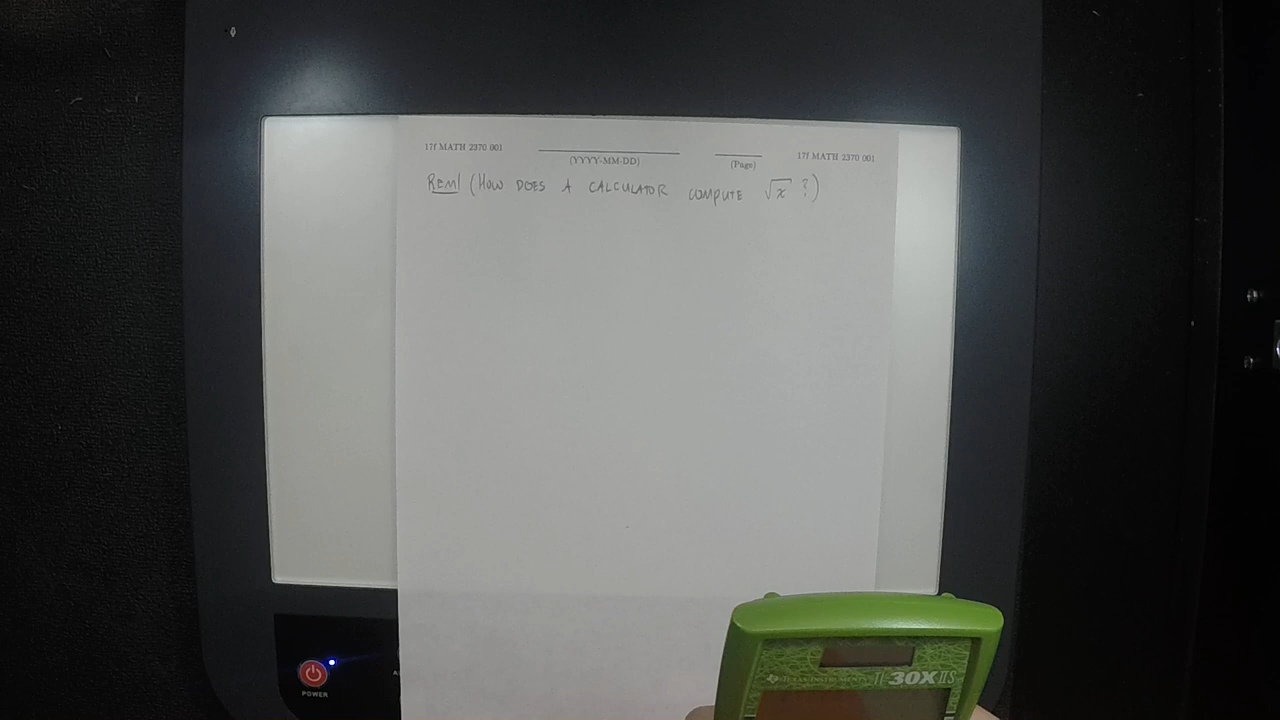 17f MATH 2370 001 (YYYY-MM-DD) (Page) 17f MATH 2370 001
REM! (HOW DOES A CALCULATOR COMPUTE √x ?)
TEXAS INSTRUMENTS TI-30X IIS
POWER